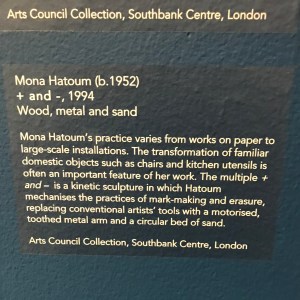 Arts Council Collection, Southbank Centre, London
Mona Hatoum (b.1952)
+ and -, 1994
Wood, metal and sand
Mona Hatoum's practice varies from works on paper to
large-scale installations. The transformation of familiar
domestic objects such as chairs and kitchen utensils is
often an important feature of her work. The multiple +
and – is a kinetic sculpture in which Hatoum
mechanises the practices of mark-making and erasure,
replacing conventional artists' tools with a motorised,
toothed metal arm and a circular bed of sand.
Arts Council Collection, Southbank Centre, London